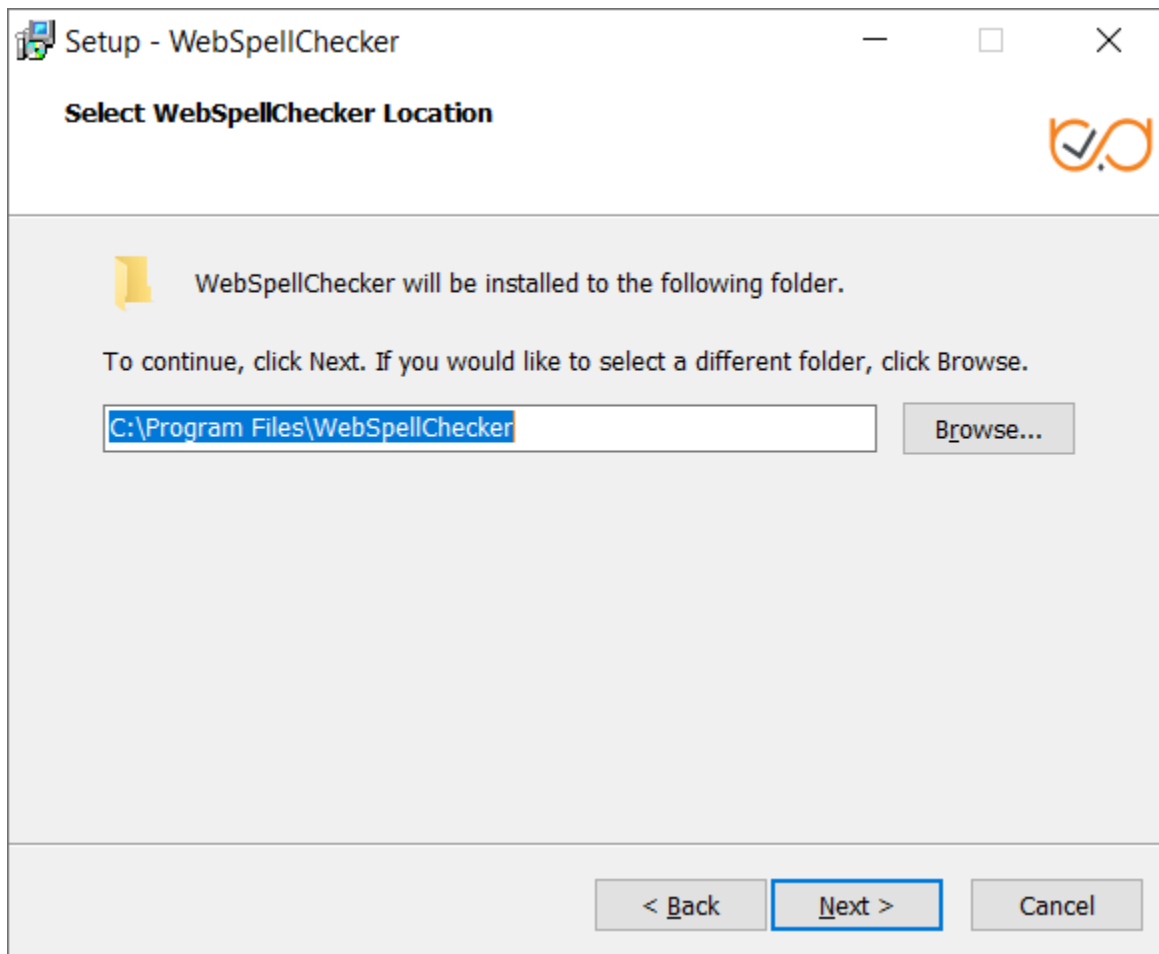 Setup - WebSpellChecker
Select WebSpellChecker Location
WebSpellChecker will be installed to the following folder.
To continue, click Next. If you would like to select a different folder, click Browse.
C:\Program Files\WebSpellChecker
Browse...
< Back
Next >
Cancel